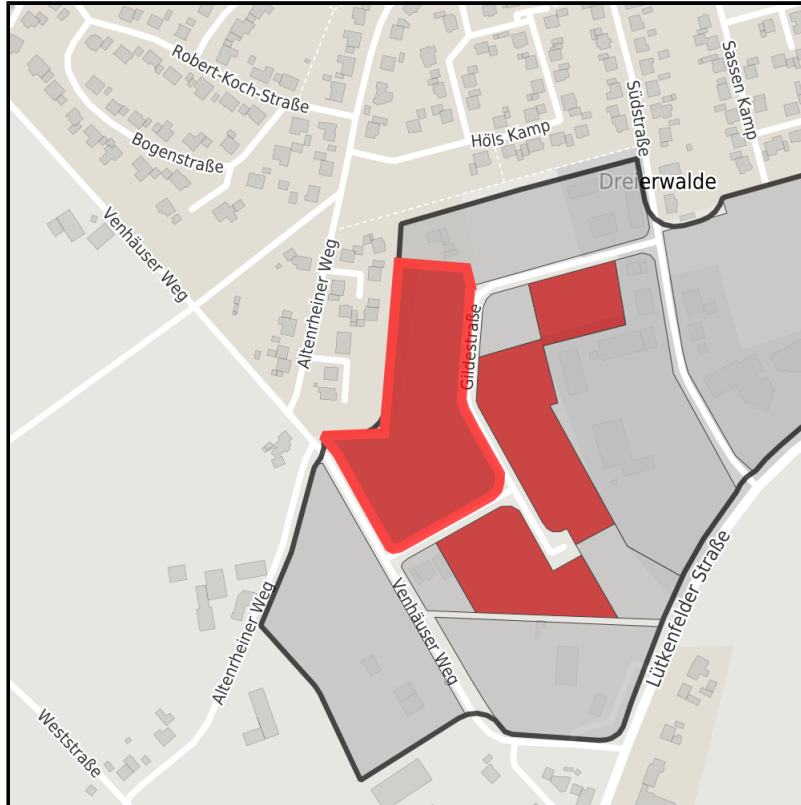 Robert-Koch-Straße
Bogenstraße
Höls Kamp
Südstraße
Sassen Kamp
Dreierwalde
Venhäuser Weg
Altenrheiner Weg
Gildestraße
Venhäuser Weg
Altenrheiner Weg
Lütkenfelder Straße
Weststraße